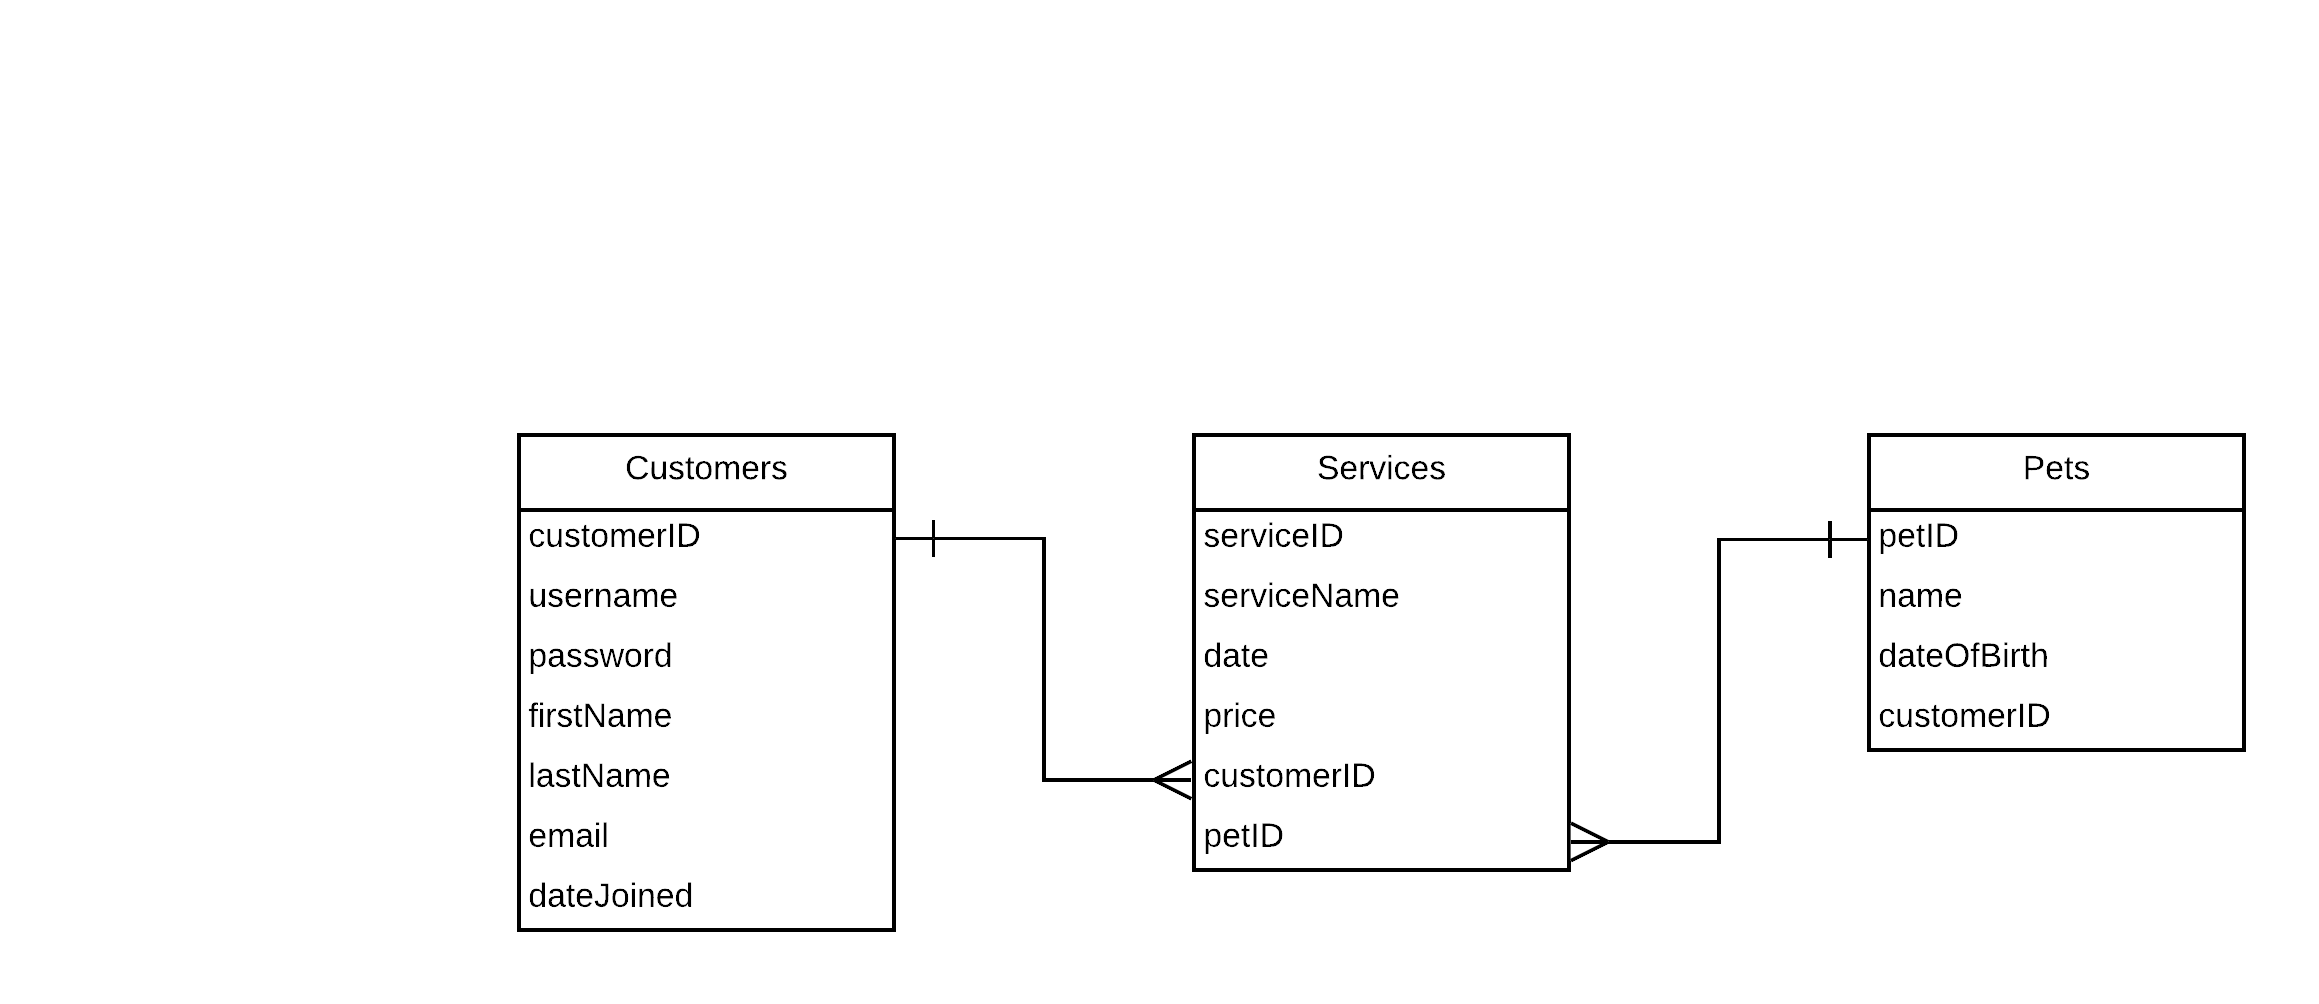 Customers
customerID
username
password
firstName
lastName
email
dateJoined
Services
serviceID
serviceName
date
price
customerID
petID
Pets
petID
name
dateOfBirth
customerID